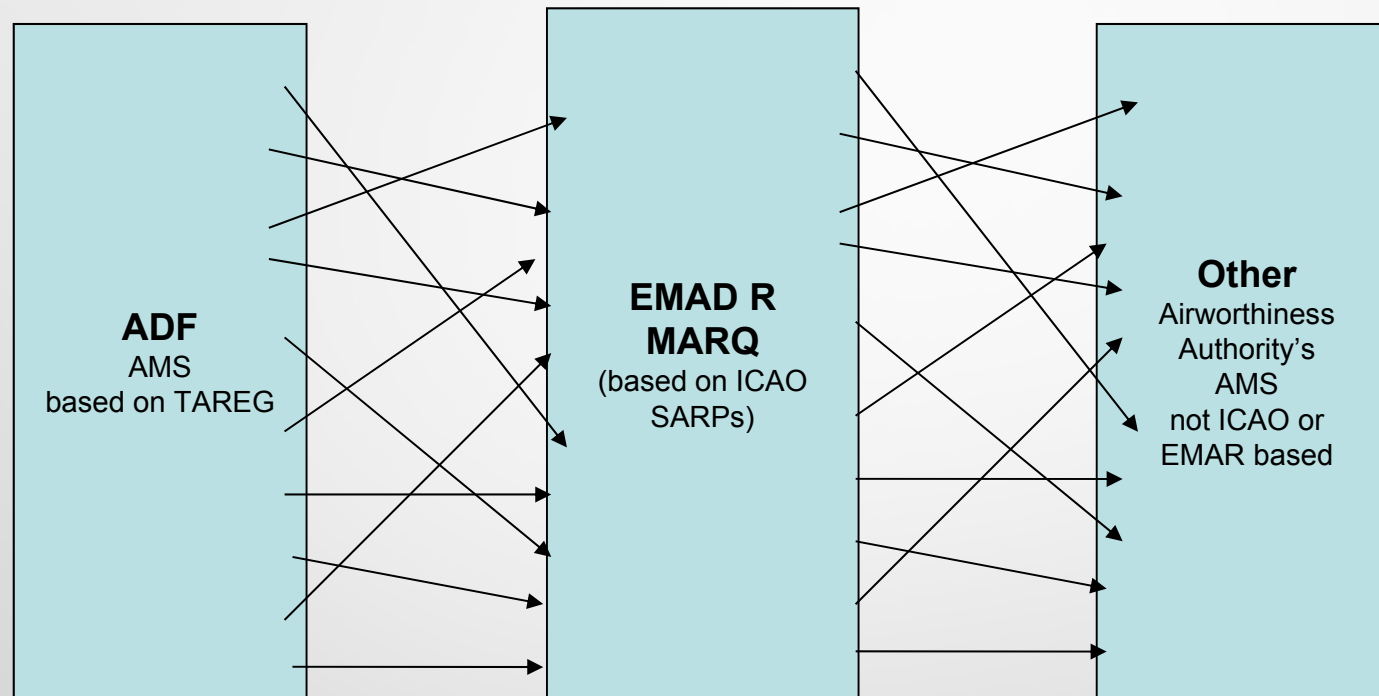 ADF
AMS
based on TAREG
EMAD R
MARQ
(based on ICAO
SARPs)
Other
Airworthiness
Authority's
AMS
not ICAO or
EMAR based